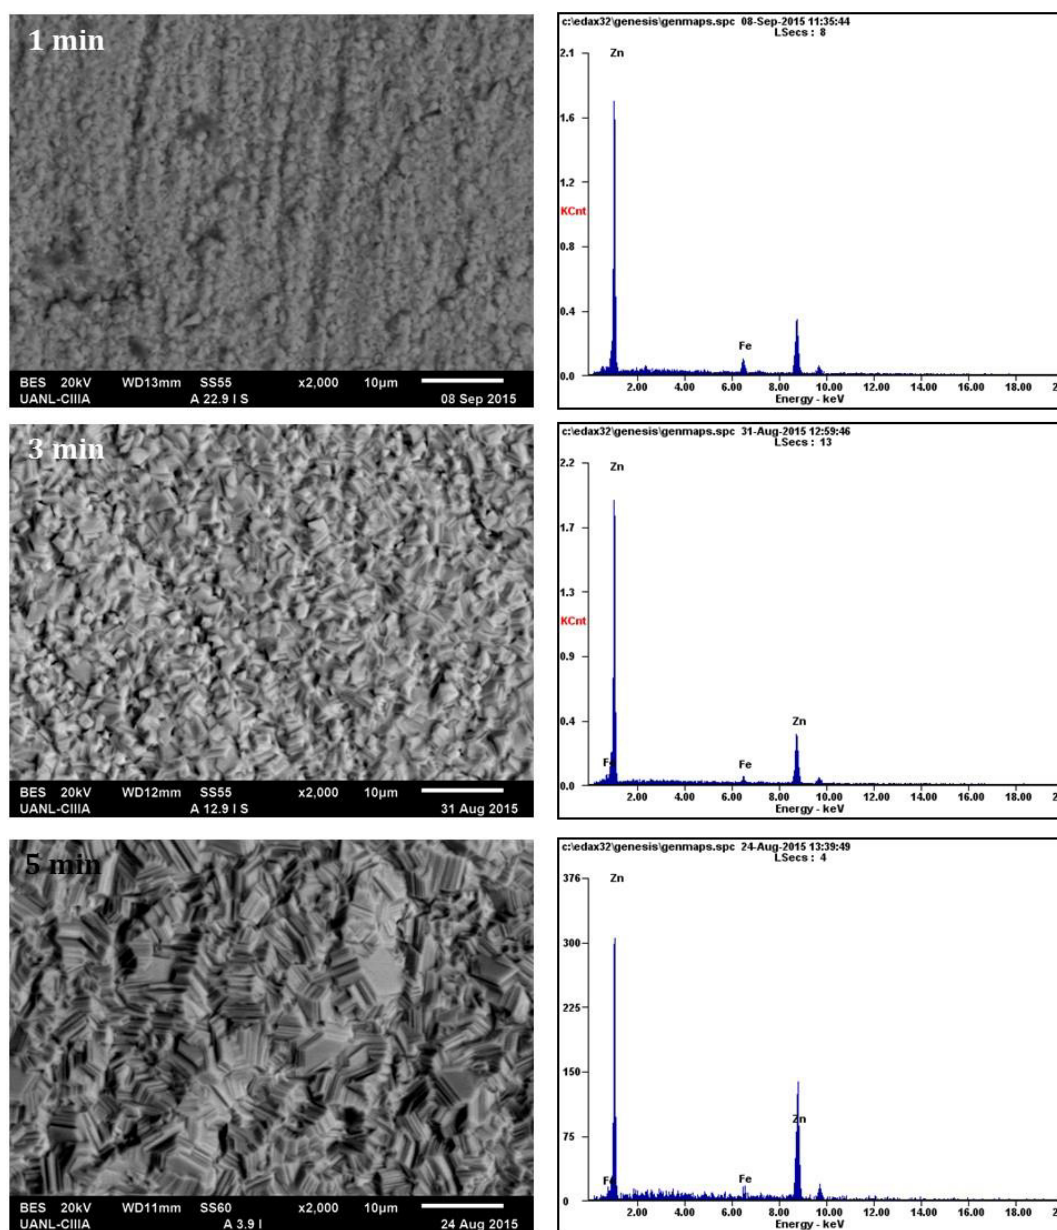 1 min
BES 20kV WD13mm SS55 x2,000 10µm
UANL-CIIIA A 22.9 I S 08 Sep 2015
c:\edax32\genesis\genmaps.spc 08-Sep-2015 11:35:44
LSecs : 8
2.1
Zn
1.6
1.2
KCnt
0.8
0.4
Fe
0.0
2.00 4.00 6.00 8.00 10.00 12.00 14.00 16.00 18.00 2
Energy - keV
3 min
BES 20kV WD12mm SS55 x2,000 10µm
UANL-CIIIA A 12.9 I S 31 Aug 2015
c:\edax32\genesis\genmaps.spc 31-Aug-2015 12:59:46
LSecs : 13
2.2
Zn
1.7
1.3
KCnt
0.9
0.4
Zn
Fe Fe
0.0
2.00 4.00 6.00 8.00 10.00 12.00 14.00 16.00 18.00 2
Energy - keV
5 min
BES 20kV WD11mm SS60 x2,000 10µm
UANL-CIIIA A 3.9 I 24 Aug 2015
c:\edax32\genesis\genmaps.spc 24-Aug-2015 13:39:49
LSecs : 4
376
Zn
300
225
150
Zn
75
Fe Fe
0
2.00 4.00 6.00 8.00 10.00 12.00 14.00 16.00 18.00 2
Energy - keV